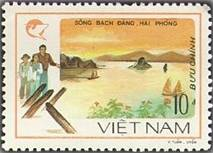 SÔNG BẠCH ĐẰNG, HẢI PHÒNG
BƯU CHÍNH
10đ
VIỆT NAM